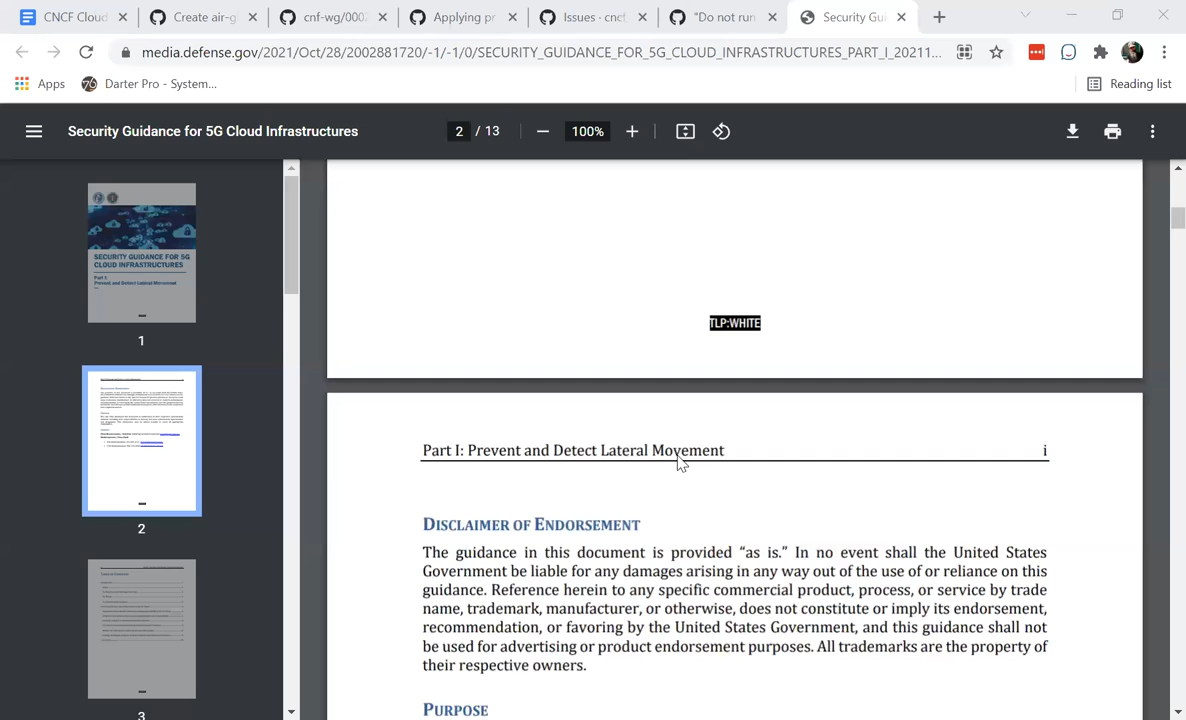 CNCF Cloud
Create air-g
cnf-wg/000
Applying pr
Issues · cncf
"Do not run
Security Gui
media.defense.gov/2021/Oct/28/2002881720/-1/-1/0/SECURITY_GUIDANCE_FOR_5G_CLOUD_INFRASTRUCTURES_PART_I_20211...
Apps
Darter Pro - System...
Reading list
Security Guidance for 5G Cloud Infrastructures
2 / 13
100%
SECURITY GUIDANCE FOR 5G
CLOUD INFRASTRUCTURES
Part I:
Prevent and Detect Lateral Movement
1
2
3
TLP:WHITE
Part I: Prevent and Detect Lateral Movement i
DISCLAIMER OF ENDORSEMENT
The guidance in this document is provided “as is.” In no event shall the United States
Government be liable for any damages arising in any way out of the use of or reliance on this
guidance. Reference herein to any specific commercial product, process, or service by trade
name, trademark, manufacturer, or otherwise, does not constitute or imply its endorsement,
recommendation, or favoring by the United States Government, and this guidance shall not
be used for advertising or product endorsement purposes. All trademarks are the property of
their respective owners.
PURPOSE